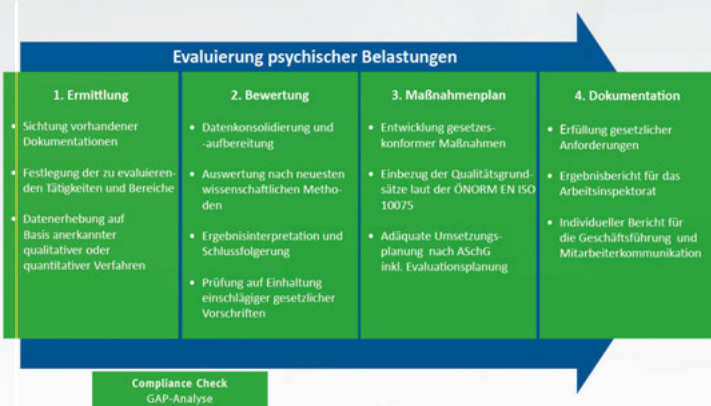 Evaluierung psychischer Belastungen
1. Ermittlung
• Sichtung vorhandener
Dokumentationen
• Festlegung der zu evaluieren-
den Tätigkeiten und Bereiche
• Datenerhebung auf
Basis anerkannter
qualitativer oder
quantitativer Verfahren
2. Bewertung
• Datenkonsolidierung und
-aufbereitung
• Auswertung nach neuesten
wissenschaftlichen Metho-
den
• Ergebnisinterpretation und
Schlussfolgerung
• Prüfung auf Einhaltung
einschlägiger gesetzlicher
Vorschriften
3. Maßnahmenplan
• Entwicklung gesetzes-
konformer Maßnahmen
• Einbezug der Qualitätsgrund-
sätze laut der ÖNORM EN ISO
10075
• Adäquate Umsetzungs-
planung nach ASchG
inkl. Evaluationsplanung
4. Dokumentation
• Erfüllung gesetzlicher
Anforderungen
• Ergebnisbericht für das
Arbeitsinspektorat
• Individueller Bericht für
die Geschäftsführung und
Mitarbeiterkommunikation
Compliance Check
GAP-Analyse